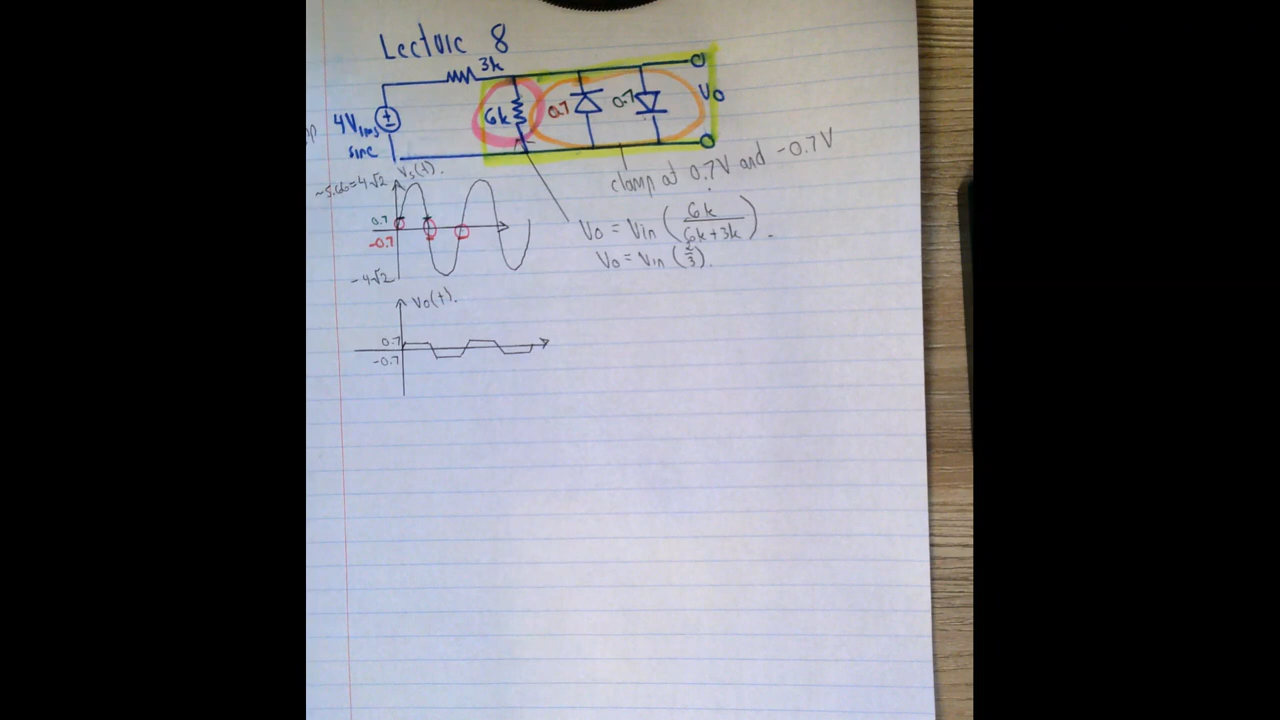 Lecture 8
3k
4Vrms
sine
6k
0.7
0.7
Vo
clamp at 0.7V and -0.7V
Vs(t).
~5.66=4√2
0.7
-0.7
-4√2
Vo = Vin (6k/(6k+3k)).
Vo = Vin (2/3).
Vo(t).
0.7
-0.7